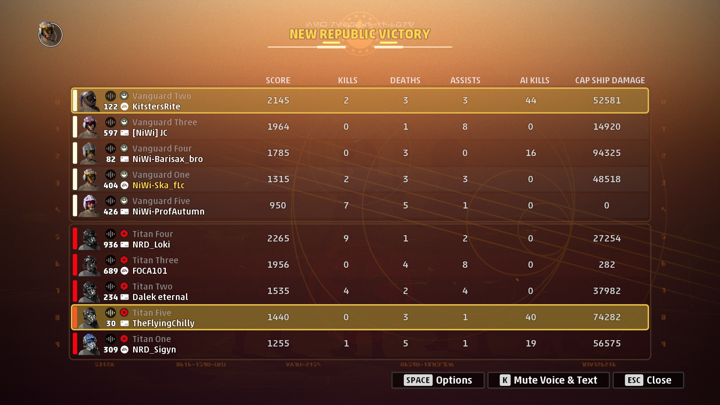 NEW REPUBLIC VICTORY
SCORE KILLS DEATHS ASSISTS AI KILLS CAP SHIP DAMAGE
Vanguard Two
122 KitstersRite 2145 2 3 3 44 52581
Vanguard Three
597 [NiWi] JC 1964 0 1 8 0 14920
Vanguard Four
82 NiWi-Barisax_bro 1785 0 3 0 16 94325
Vanguard One
404 NiWi-Ska_flc 1315 2 3 3 0 48518
Vanguard Five
426 NiWi-ProfAutumn 950 7 5 1 0 0
Titan Four
936 NRD_Loki 2265 9 1 2 0 27254
Titan Three
689 FOCA101 1956 0 4 8 0 282
Titan Two
234 Dalek eternal 1535 4 2 4 0 37982
Titan Five
30 TheFlyingChilly 1440 0 3 1 40 74282
Titan One
309 NRD_Sigyn 1255 1 5 1 19 56575
SPACE Options K Mute Voice & Text ESC Close